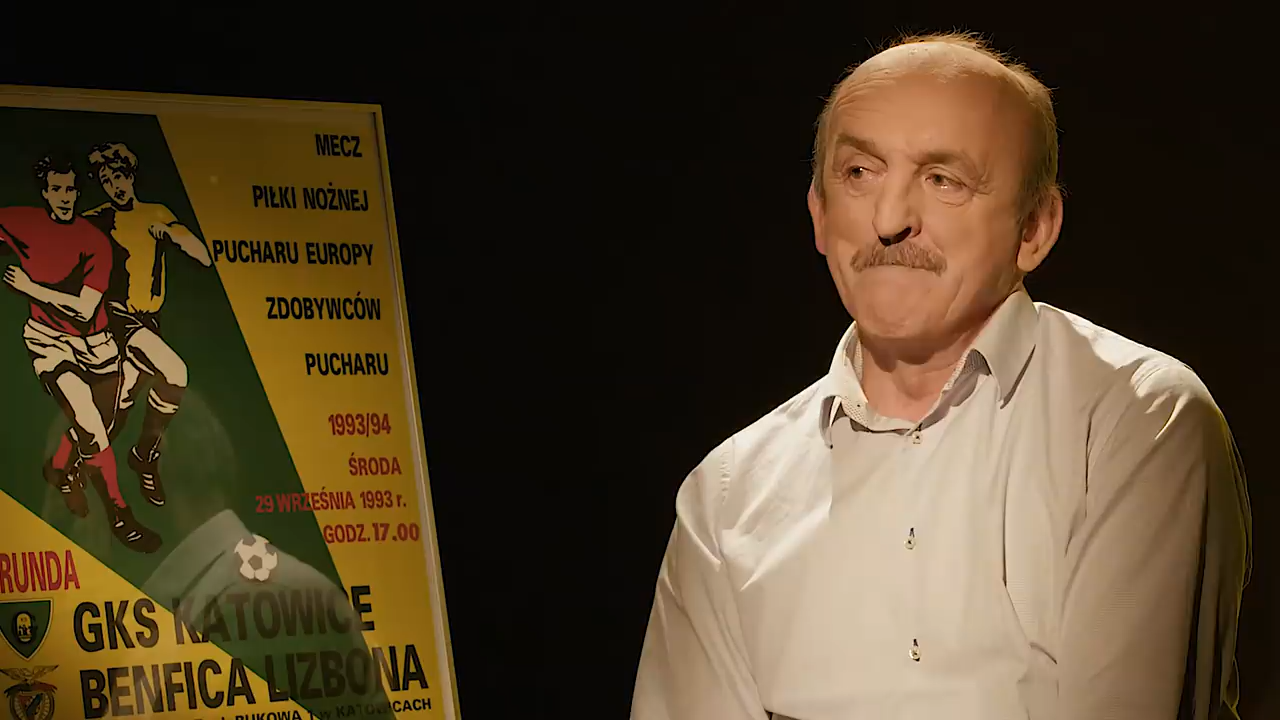 MECZ
PIŁKI NOŻNEJ
PUCHARU EUROPY
ZDOBYWCÓW
PUCHARU
1993/94
ŚRODA
29 WRZEŚNIA 1993 r.
GODZ. 17.00
RUNDA
GKS KATOWICE
BENFICA LIZBONA
BUKOWA 1 w KATOWICACH